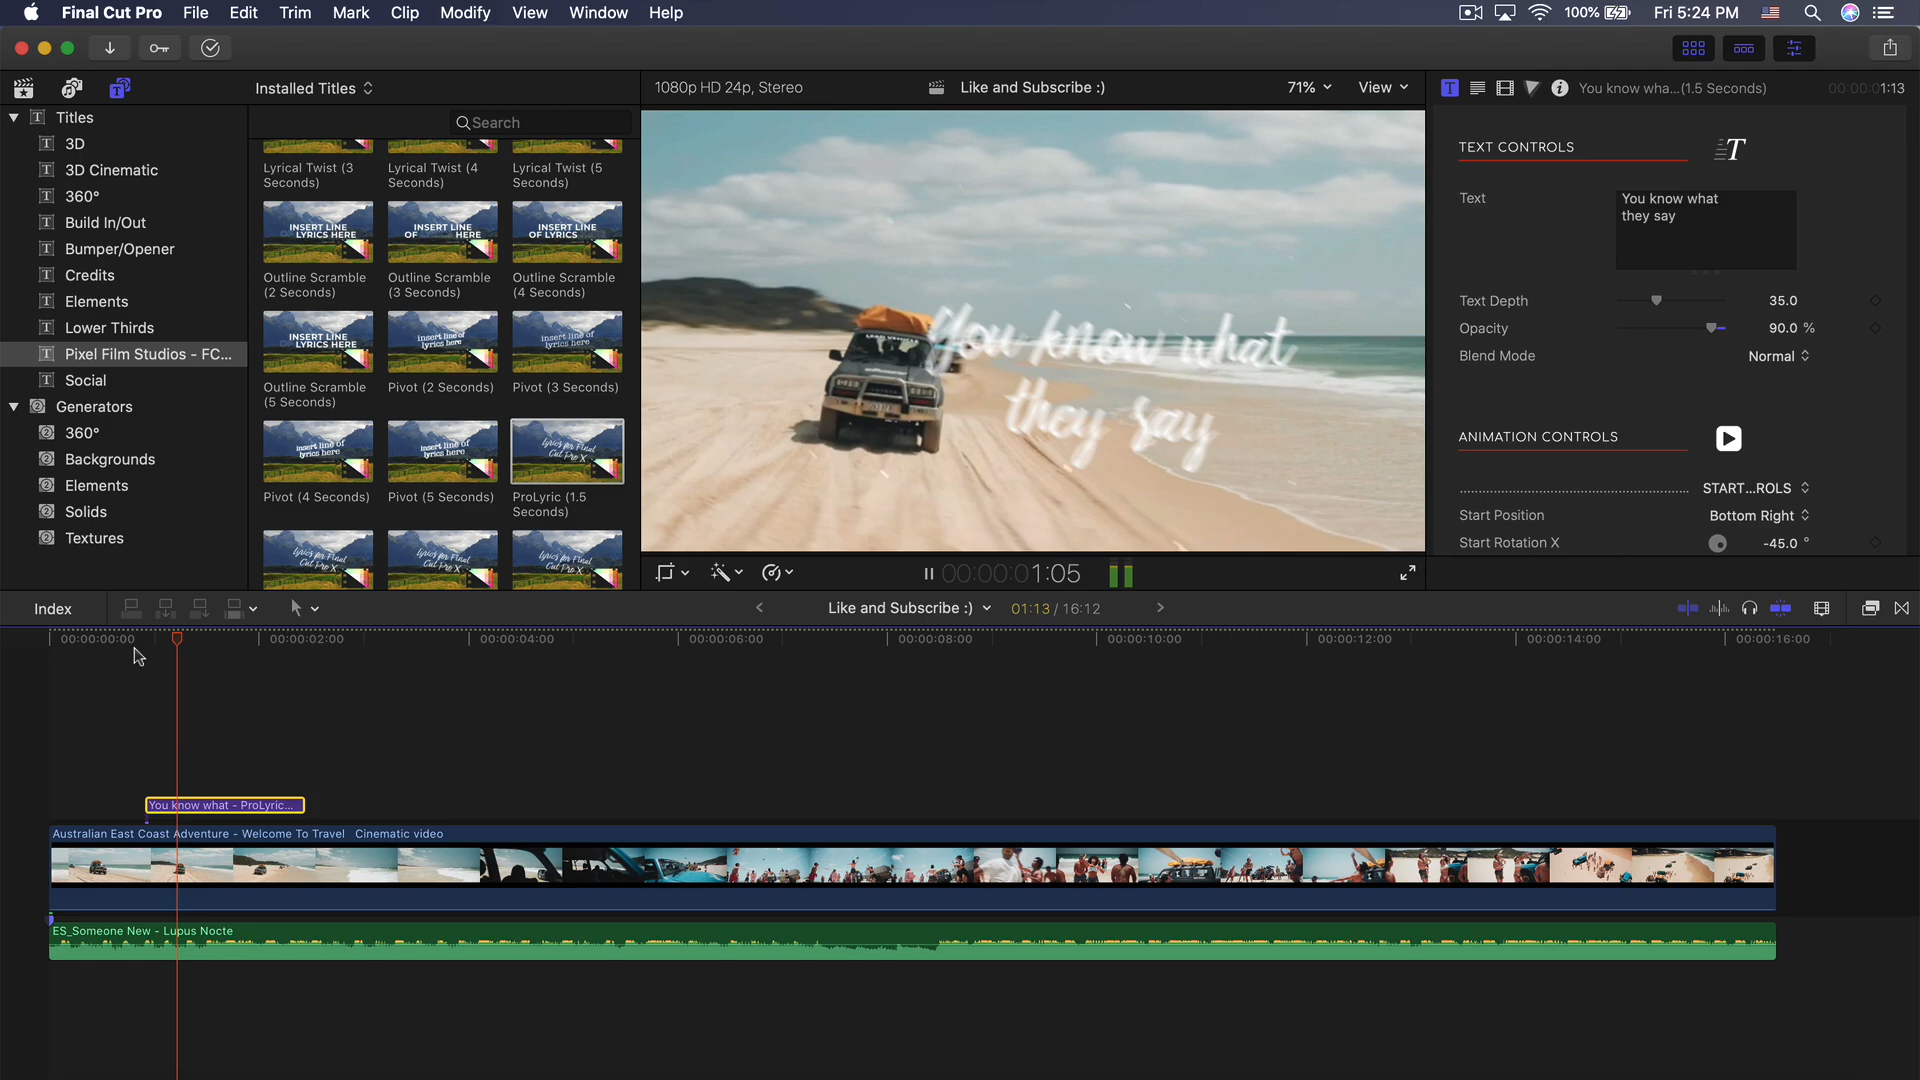 Final Cut Pro File Edit Trim Mark Clip Modify View Window Help 100% Fri 5:24 PM
Installed Titles
1080p HD 24p, Stereo
Like and Subscribe :)
71%
View
You know wha...(1.5 Seconds)
00:00:01:13
Titles
3D
3D Cinematic
360°
Build In/Out
Bumper/Opener
Credits
Elements
Lower Thirds
Pixel Film Studios - FC...
Social
Generators
360°
Backgrounds
Elements
Solids
Textures
Search
Lyrical Twist (3
Seconds)
Lyrical Twist (4
Seconds)
Lyrical Twist (5
Seconds)
INSERT LINE
LYRICS HERE
INSERT LINE
OF HERE
INSERT LINE
OF LYRICS
Outline Scramble
(2 Seconds)
Outline Scramble
(3 Seconds)
Outline Scramble
(4 Seconds)
INSERT LINE
LYRICS HERE
insert line of
lyrics here
insert line of
lyrics here
Outline Scramble
(5 Seconds)
Pivot (2 Seconds)
Pivot (3 Seconds)
insert line of
lyrics here
insert line of
lyrics here
lyrics for Final
Cut Pro X
Pivot (4 Seconds)
Pivot (5 Seconds)
ProLyric (1.5
Seconds)
lyrics for Final
Cut Pro X
lyrics for Final
Cut Pro X
lyrics for Final
Cut Pro X
You know what
they say
TEXT CONTROLS
Text
You know what
they say
Text Depth 35.0
Opacity 90.0 %
Blend Mode Normal
ANIMATION CONTROLS
START...ROLS
Start Position Bottom Right
Start Rotation X -45.0 °
00:00:01:05
Index
Like and Subscribe :)
01:13 / 16:12
00:00:00:00 00:00:02:00 00:00:04:00 00:00:06:00 00:00:08:00 00:00:10:00 00:00:12:00 00:00:14:00 00:00:16:00
You know what - ProLyric...
Australian East Coast Adventure - Welcome To Travel Cinematic video
ES_Someone New - Lupus Nocte